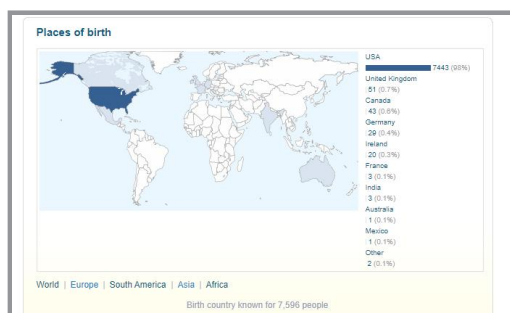 Places of birth
USA
7443 (98%)
United Kingdom
51 (0.7%)
Canada
43 (0.6%)
Germany
29 (0.4%)
Ireland
20 (0.3%)
France
3 (0.1%)
India
3 (0.1%)
Australia
1 (0.1%)
Mexico
1 (0.1%)
Other
2 (0.1%)
World | Europe | South America | Asia | Africa
Birth country known for 7,596 people